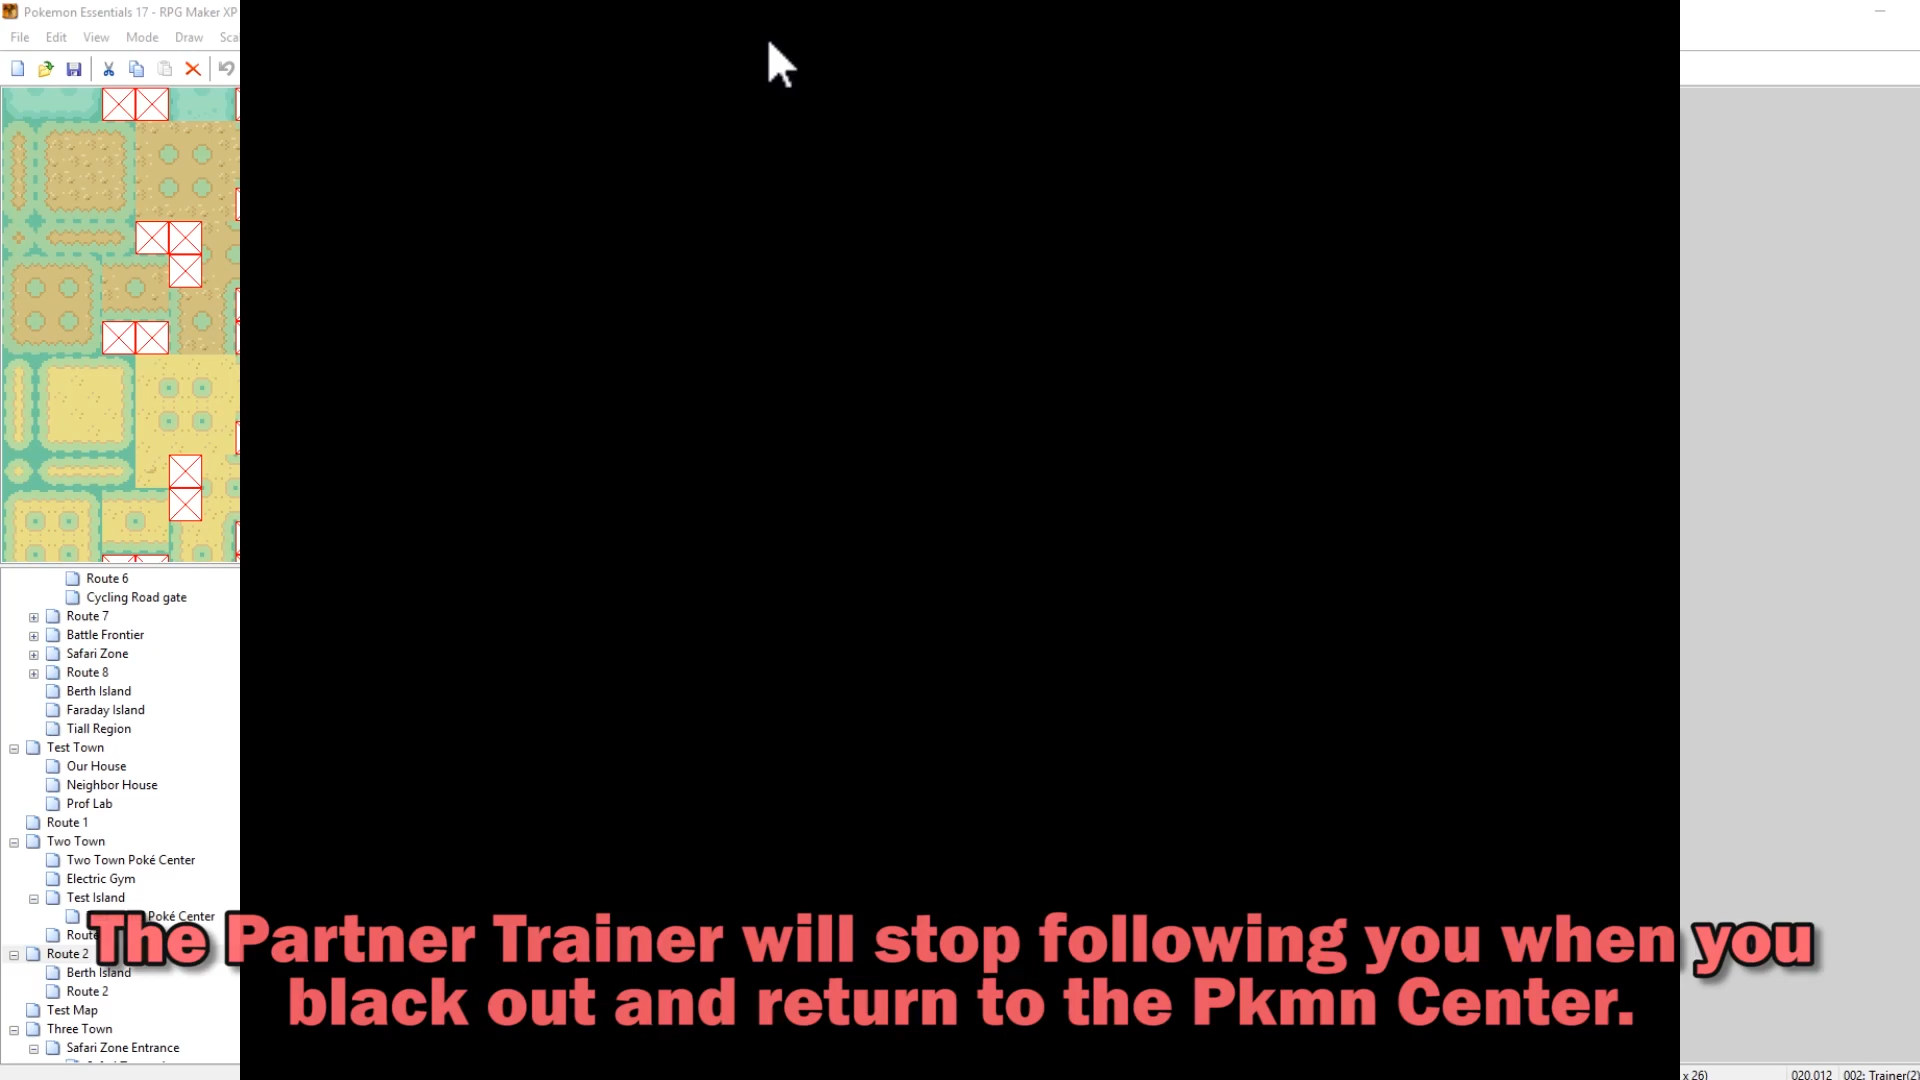 Pokemon Essentials 17 - RPG Maker XP
File Edit View Mode Draw
Route 6
Cycling Road gate
Route 7
Battle Frontier
Safari Zone
Route 8
Berth Island
Faraday Island
Tiall Region
Test Town
Our House
Neighbor House
Prof Lab
Route 1
Two Town
Two Town Poké Center
Electric Gym
Test Island
Poké Center
Route 2
Berth Island
Route 2
Test Map
Three Town
Safari Zone Entrance
The Partner Trainer will stop following you when you
black out and return to the Pkmn Center.
x 26) 020.012 002: Trainer(2)